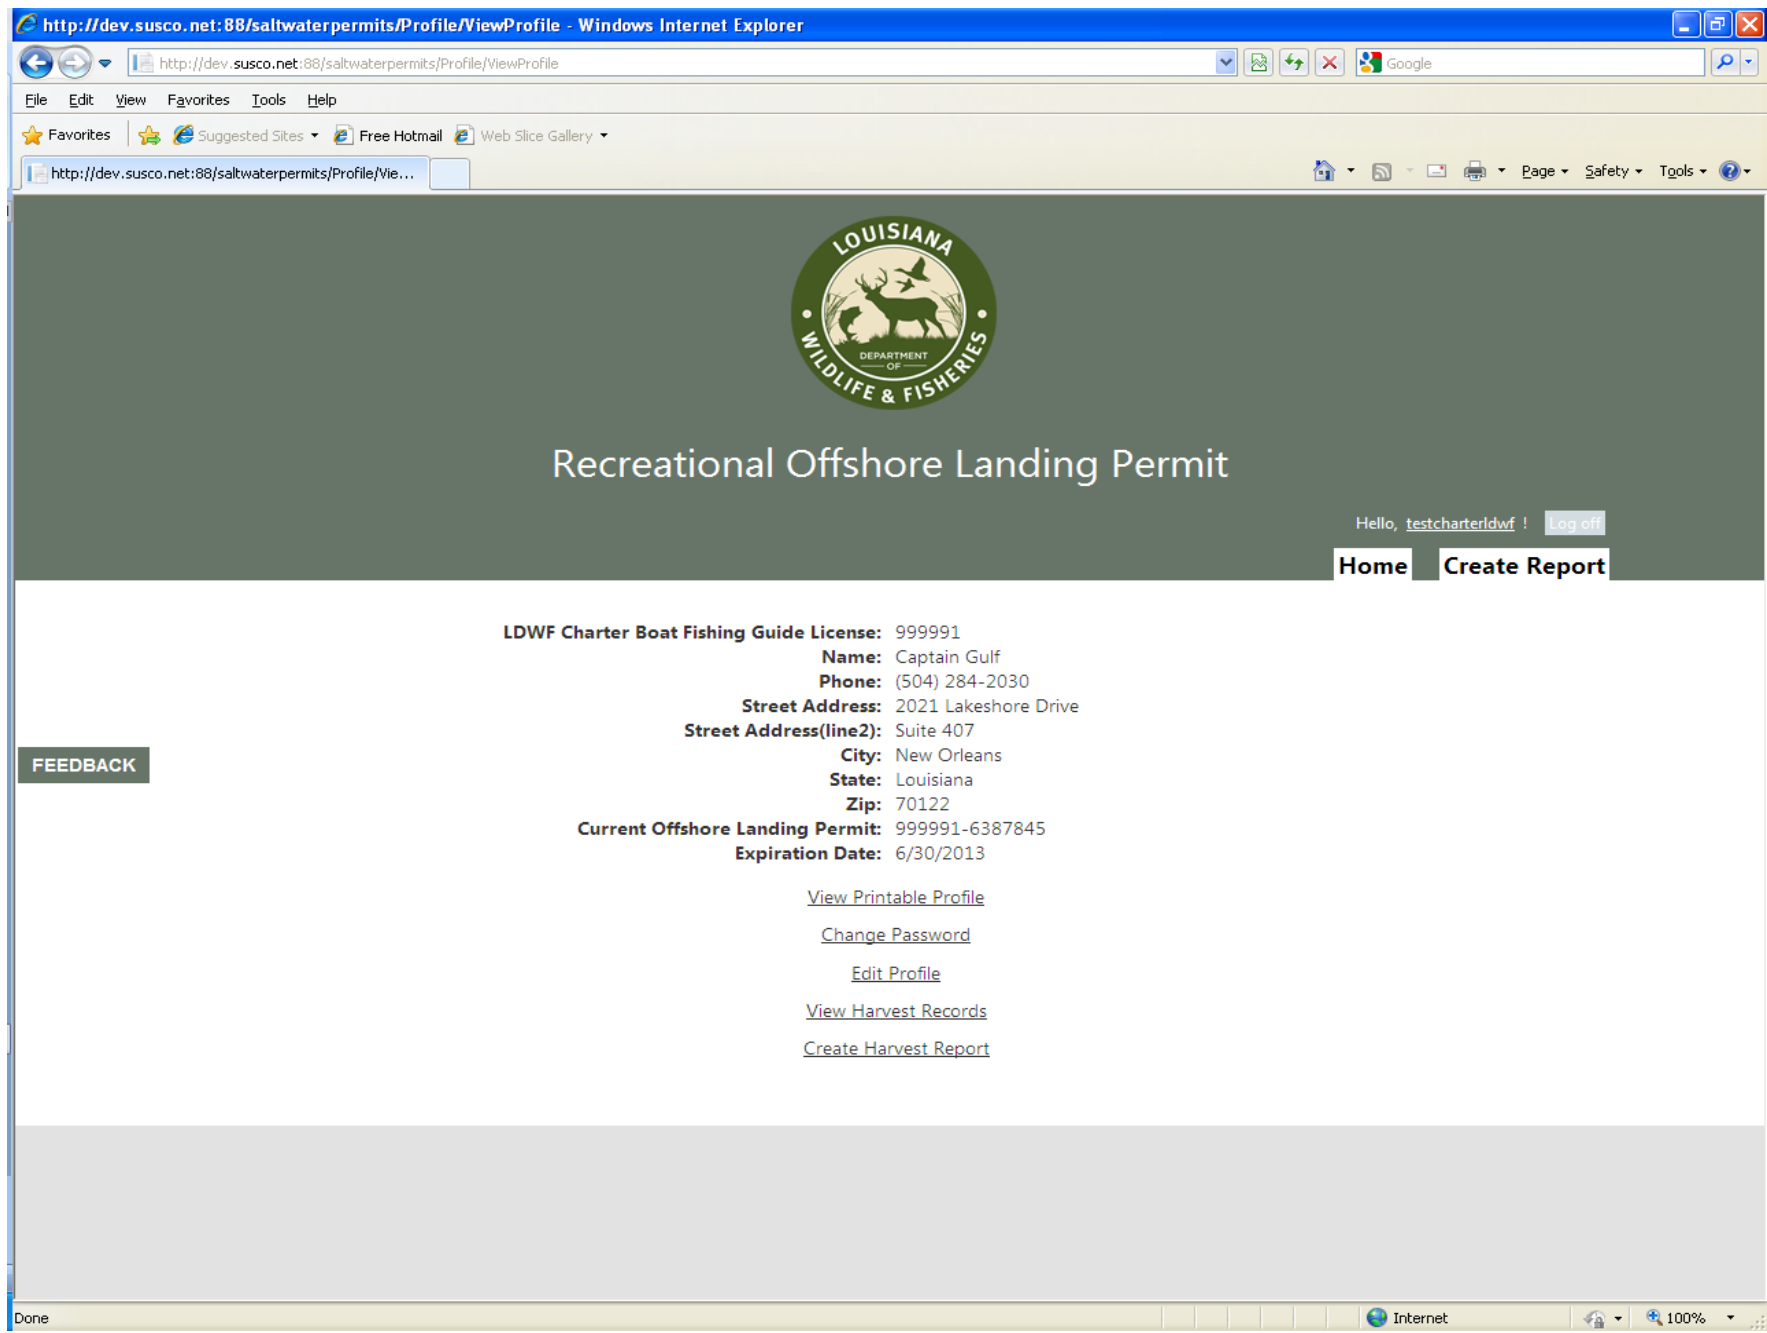 http://dev.susco.net:88/saltwaterpermits/Profile/ViewProfile - Windows Internet Explorer
http://dev.susco.net:88/saltwaterpermits/Profile/ViewProfile
Google
File Edit View Favorites Tools Help
Favorites Suggested Sites Free Hotmail Web Slice Gallery
http://dev.susco.net:88/saltwaterpermits/Profile/Vie...
Page Safety Tools
LOUISIANA
DEPARTMENT
OF
WILDLIFE & FISHERIES
Recreational Offshore Landing Permit
Hello, testcharterldwf ! Log off
Home Create Report
LDWF Charter Boat Fishing Guide License: 999991
Name: Captain Gulf
Phone: (504) 284-2030
Street Address: 2021 Lakeshore Drive
Street Address(line2): Suite 407
City: New Orleans
FEEDBACK
State: Louisiana
Zip: 70122
Current Offshore Landing Permit: 999991-6387845
Expiration Date: 6/30/2013
View Printable Profile
Change Password
Edit Profile
View Harvest Records
Create Harvest Report
Done
Internet
100%